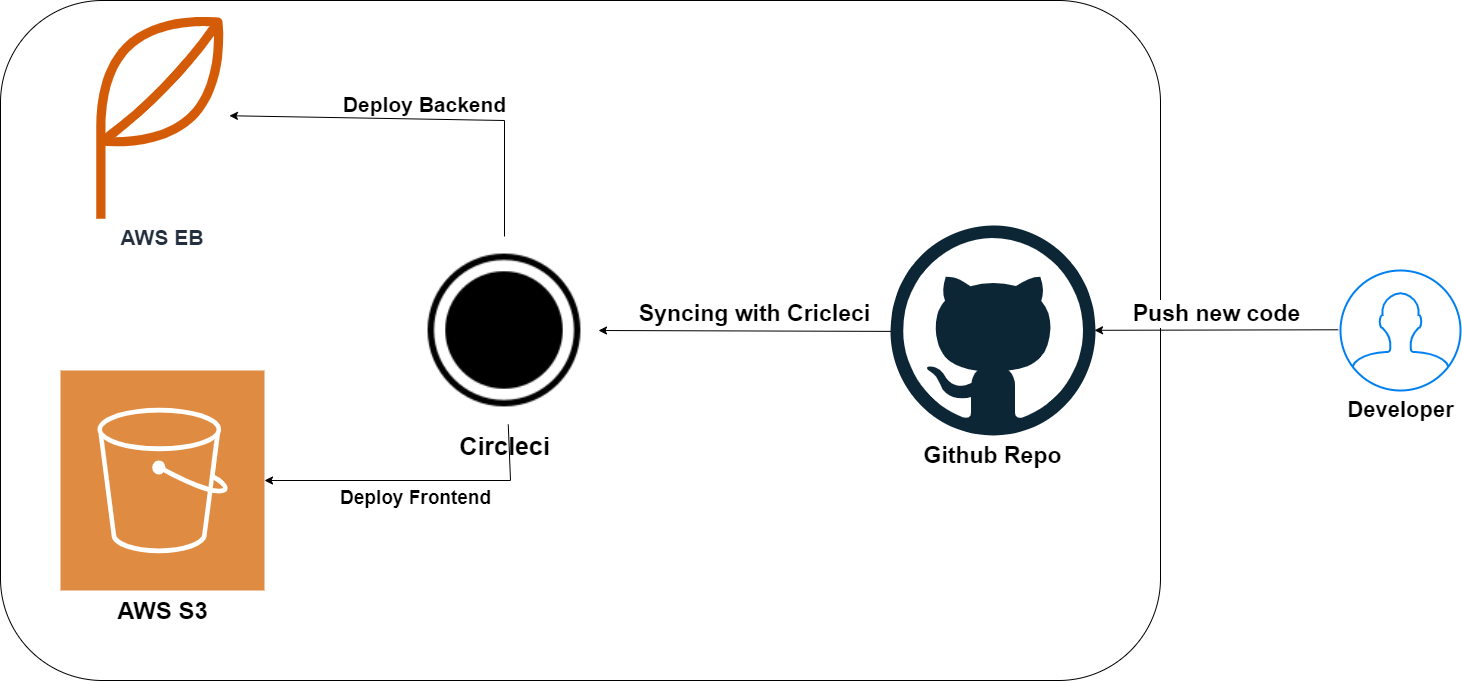 Deploy Backend
AWS EB
Syncing with Cricleci
Push new code
Developer
Circleci
Github Repo
Deploy Frontend
AWS S3